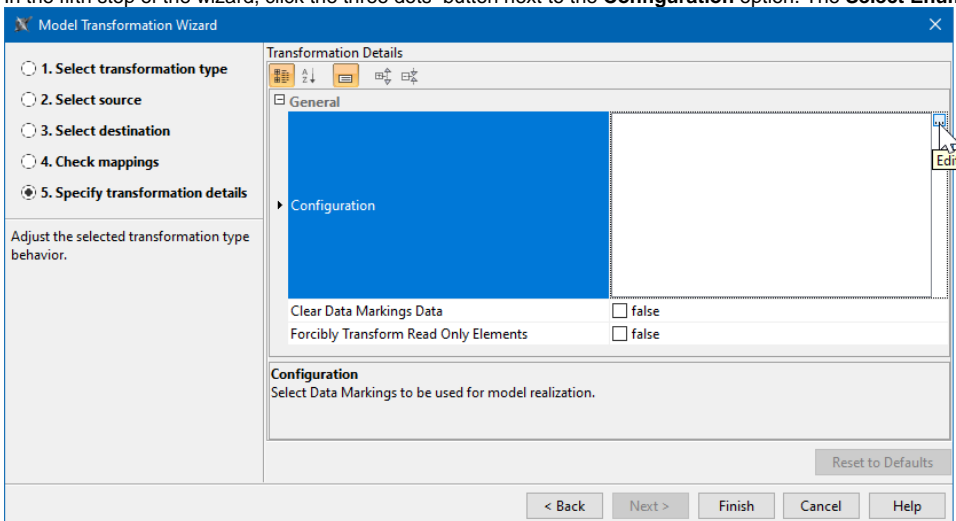 In the fifth step of the wizard, click the three dots button next to the Configuration option. The Select
Model Transformation Wizard
1. Select transformation type
2. Select source
3. Select destination
4. Check mappings
5. Specify transformation details
Adjust the selected transformation type
behavior.
Transformation Details
General
Configuration
Edi
Clear Data Markings Data
false
Forcibly Transform Read Only Elements
false
Configuration
Select Data Markings to be used for model realization.
Reset to Defaults
< Back
Next >
Finish
Cancel
Help